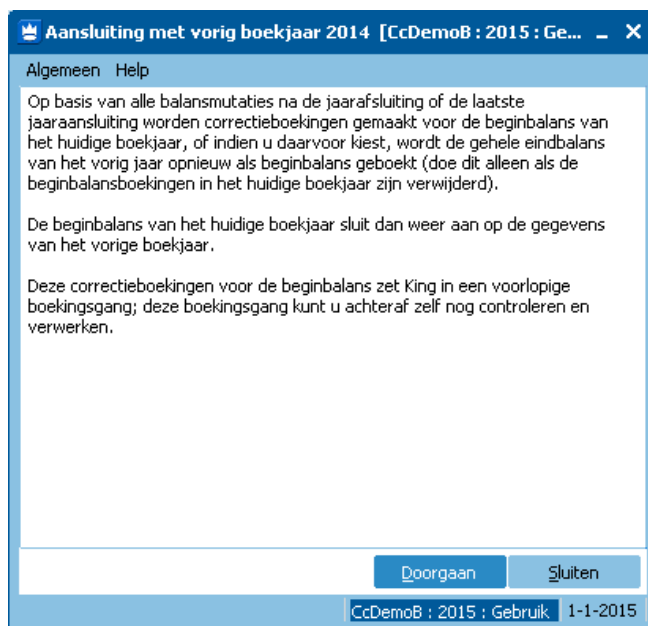 Aansluiting met vorig boekjaar 2014 [CcDemoB : 2015 : Ge...
Algemeen Help
Op basis van alle balansmutaties na de jaarafsluiting of de laatste
jaaraansluiting worden correctieboekingen gemaakt voor de beginbalans van
het huidige boekjaar, of indien u daarvoor kiest, wordt de gehele eindbalans
van het vorig jaar opnieuw als beginbalans geboekt (doe dit alleen als de
beginbalansboekingen in het huidige boekjaar zijn verwijderd).
De beginbalans van het huidige boekjaar sluit dan weer aan op de gegevens
van het vorige boekjaar.
Deze correctieboekingen voor de beginbalans zet King in een voorlopige
boekingsgang; deze boekingsgang kunt u achteraf zelf nog controleren en
verwerken.
Doorgaan Sluiten
CcDemoB : 2015 : Gebruik 1-1-2015